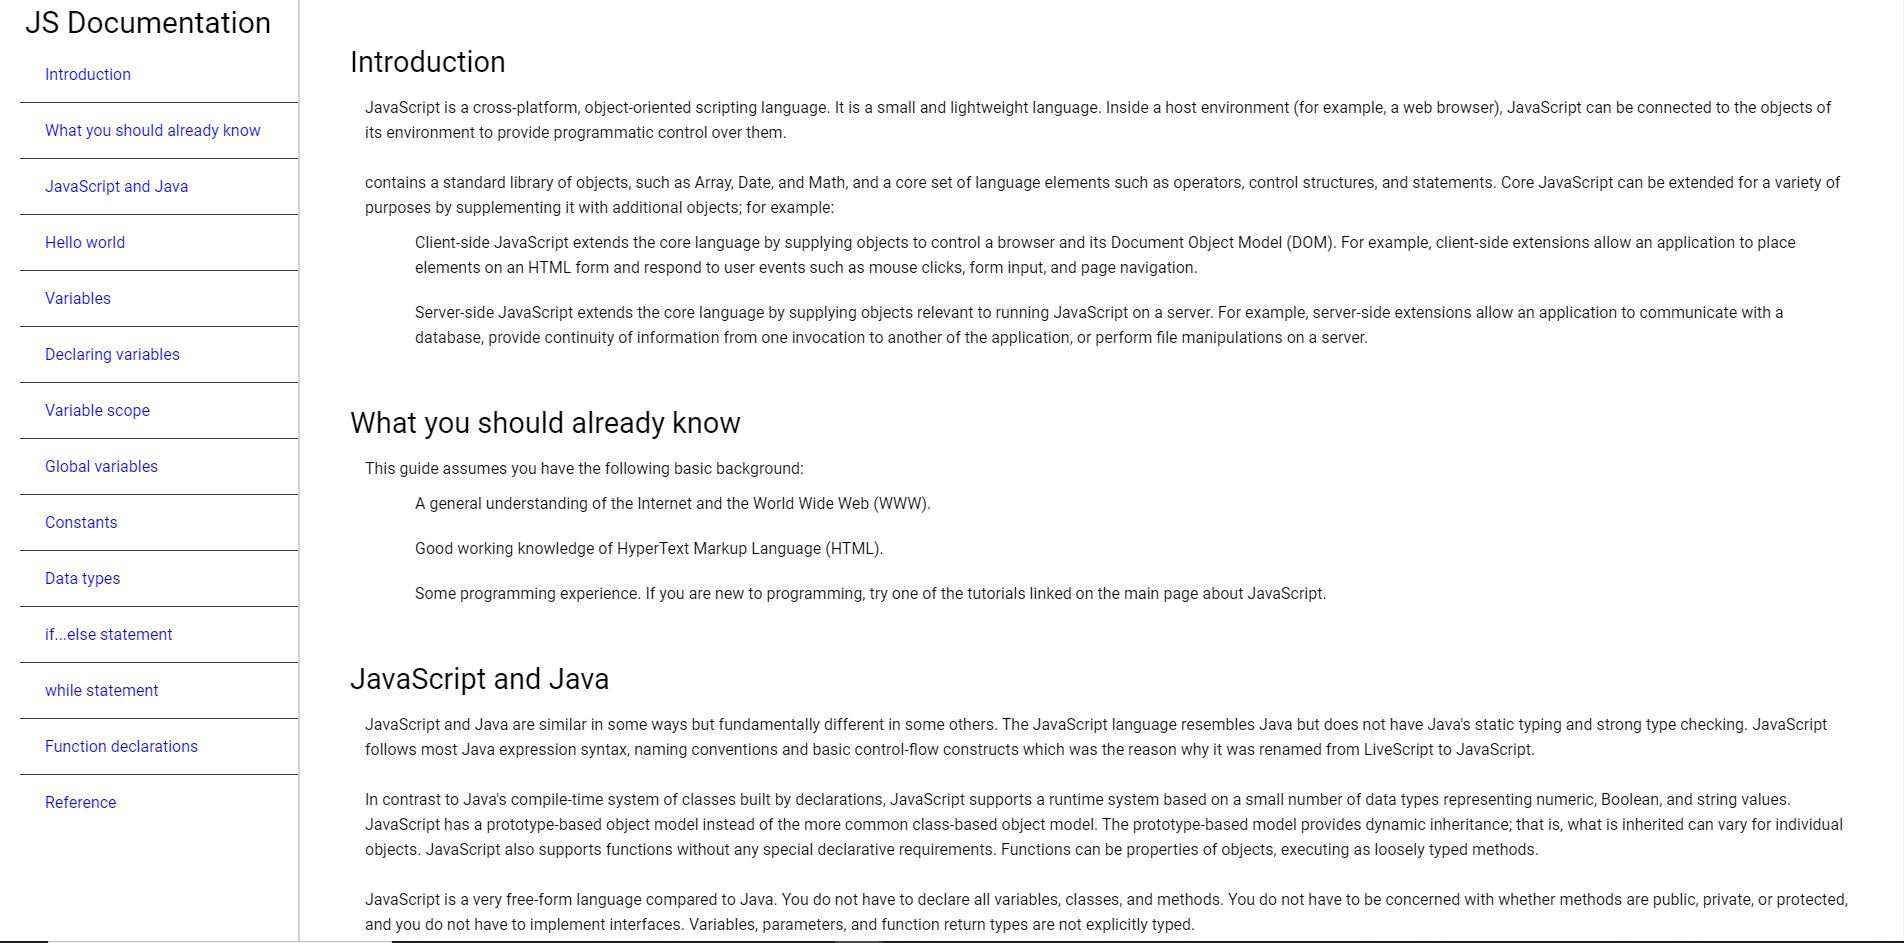 JS Documentation
Introduction
What you should already know
JavaScript and Java
Hello world
Variables
Declaring variables
Variable scope
Global variables
Constants
Data types
if...else statement
while statement
Function declarations
Reference
Introduction
JavaScript is a cross-platform, object-oriented scripting language. It is a small and lightweight language. Inside a host environment (for example, a web browser), JavaScript can be connected to the objects of
its environment to provide programmatic control over them.
contains a standard library of objects, such as Array, Date, and Math, and a core set of language elements such as operators, control structures, and statements. Core JavaScript can be extended for a variety of
purposes by supplementing it with additional objects; for example:
Client-side JavaScript extends the core language by supplying objects to control a browser and its Document Object Model (DOM). For example, client-side extensions allow an application to place
elements on an HTML form and respond to user events such as mouse clicks, form input, and page navigation.
Server-side JavaScript extends the core language by supplying objects relevant to running JavaScript on a server. For example, server-side extensions allow an application to communicate with a
database, provide continuity of information from one invocation to another of the application, or perform file manipulations on a server.
What you should already know
This guide assumes you have the following basic background:
A general understanding of the Internet and the World Wide Web (WWW).
Good working knowledge of HyperText Markup Language (HTML).
Some programming experience. If you are new to programming, try one of the tutorials linked on the main page about JavaScript.
JavaScript and Java
JavaScript and Java are similar in some ways but fundamentally different in some others. The JavaScript language resembles Java but does not have Java's static typing and strong type checking. JavaScript
follows most Java expression syntax, naming conventions and basic control-flow constructs which was the reason why it was renamed from LiveScript to JavaScript.
In contrast to Java's compile-time system of classes built by declarations, JavaScript supports a runtime system based on a small number of data types representing numeric, Boolean, and string values.
JavaScript has a prototype-based object model instead of the more common class-based object model. The prototype-based model provides dynamic inheritance; that is, what is inherited can vary for individual
objects. JavaScript also supports functions without any special declarative requirements. Functions can be properties of objects, executing as loosely typed methods.
JavaScript is a very free-form language compared to Java. You do not have to declare all variables, classes, and methods. You do not have to be concerned with whether methods are public, private, or protected,
and you do not have to implement interfaces. Variables, parameters, and function return types are not explicitly typed.